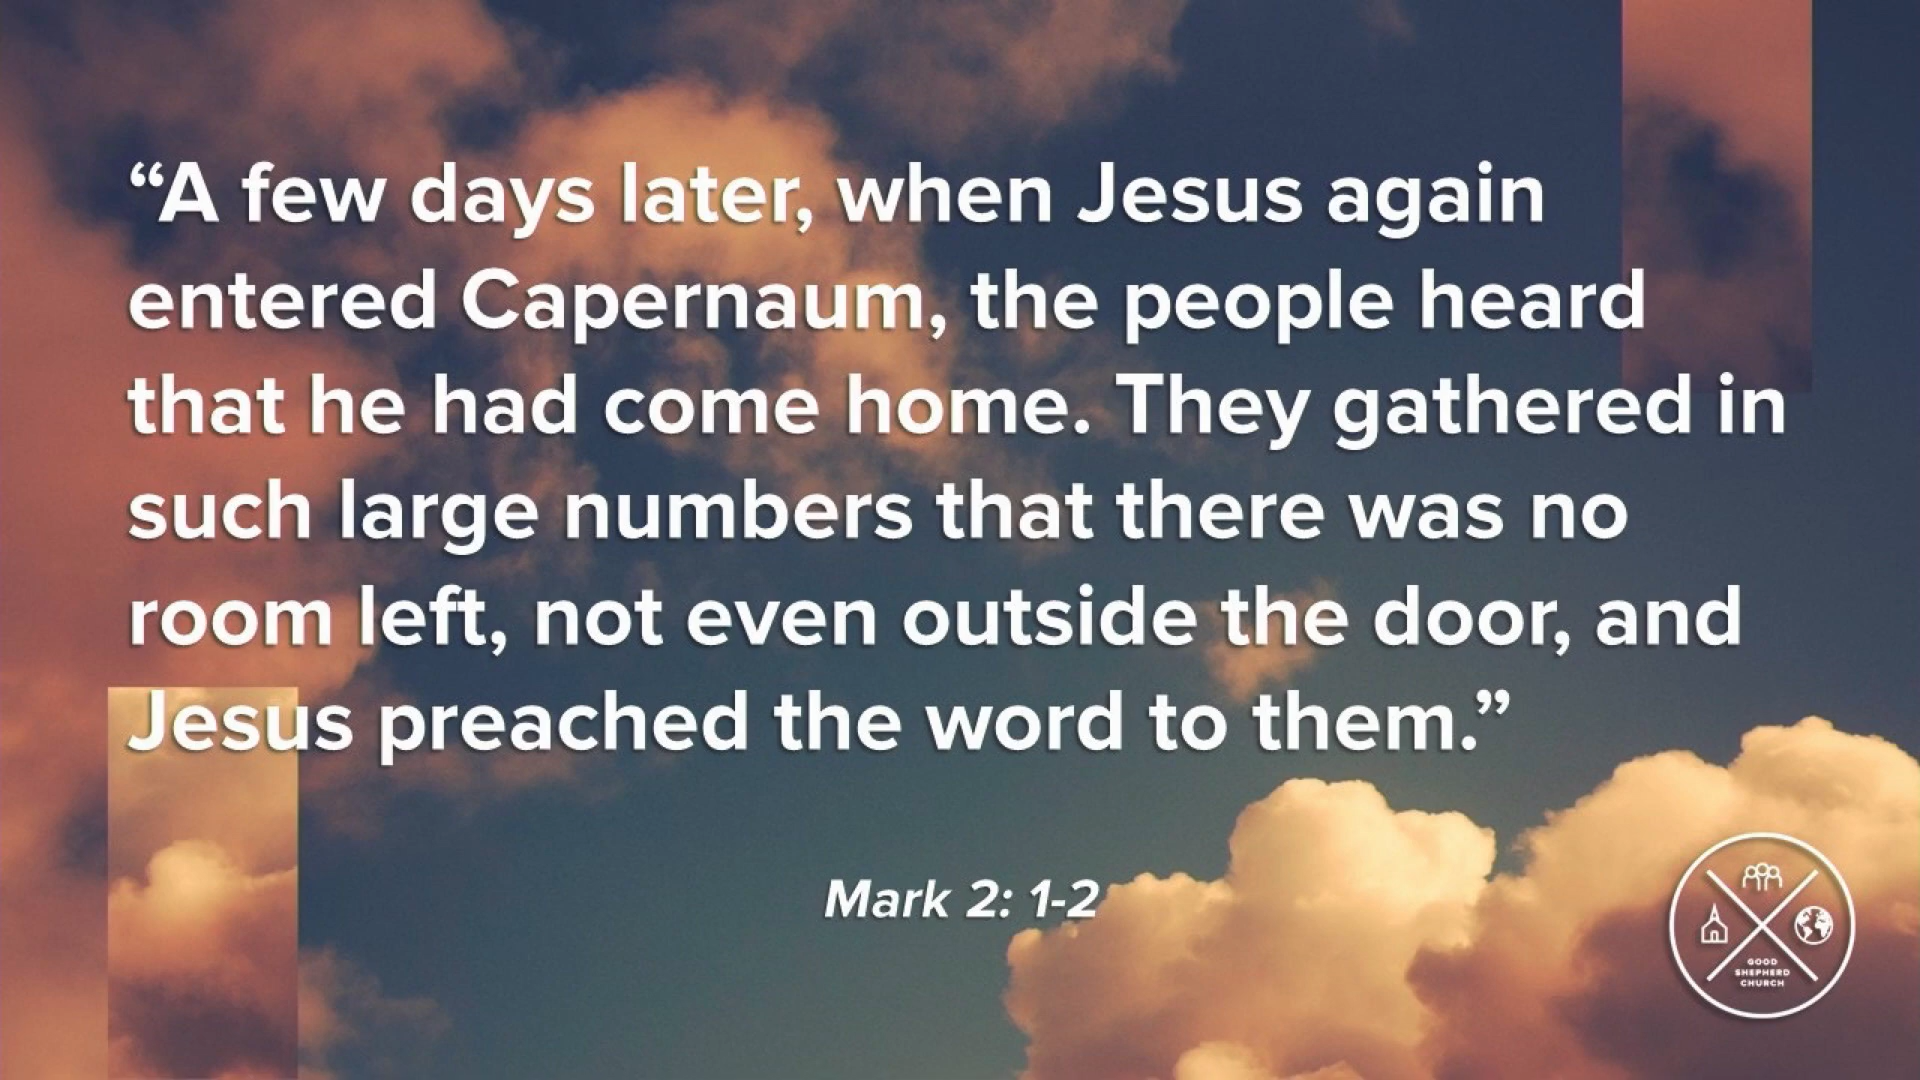 “A few days later, when Jesus again
entered Capernaum, the people heard
that he had come home. They gathered in
such large numbers that there was no
room left, not even outside the door, and
Jesus preached the word to them.”
Mark 2: 1-2
GOOD
SHEPHERD
CHURCH